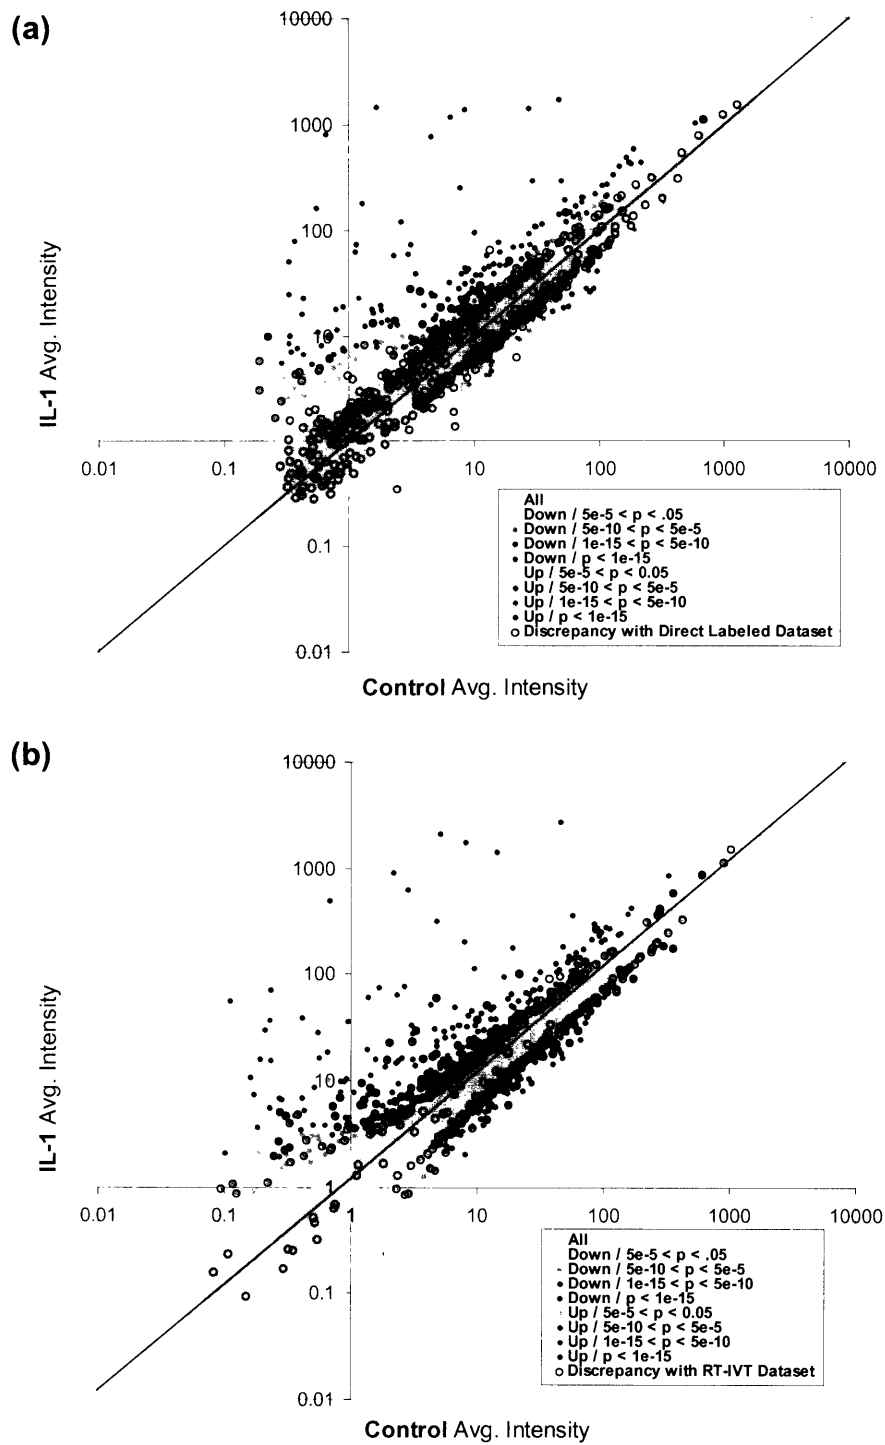 (a)
10000
1000
100
10
IL-1 Avg. Intensity
0.01 0.1 10 100 1000 10000
0.1
0.01
All
Down / 5e-5 < p < .05
Down / 5e-10 < p < 5e-5
Down / 1e-15 < p < 5e-10
Down / p < 1e-15
Up / 5e-5 < p < 0.05
Up / 5e-10 < p < 5e-5
Up / 1e-15 < p < 5e-10
Up / p < 1e-15
Discrepancy with Direct Labeled Dataset
Control Avg. Intensity
(b)
10000
1000
100
10
IL-1 Avg. Intensity
1
0.01 0.1 1 10 100 1000 10000
0.1
0.01
All
Down / 5e-5 < p < .05
Down / 5e-10 < p < 5e-5
Down / 1e-15 < p < 5e-10
Down / p < 1e-15
Up / 5e-5 < p < 0.05
Up / 5e-10 < p < 5e-5
Up / 1e-15 < p < 5e-10
Up / p < 1e-15
Discrepancy with RT-IVT Dataset
Control Avg. Intensity